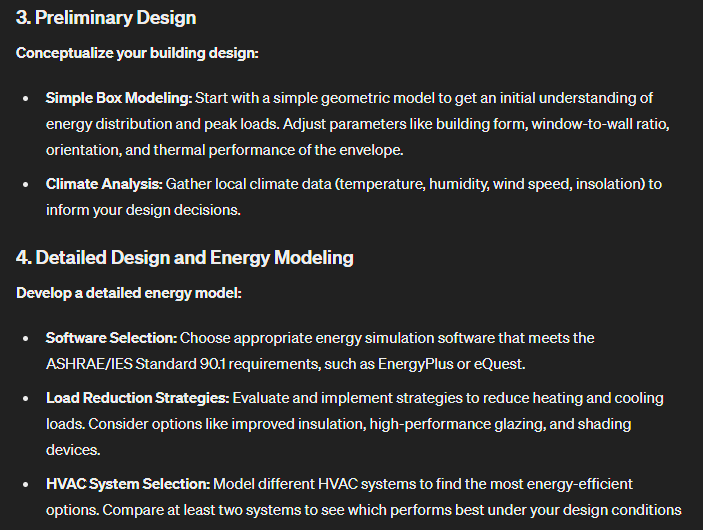 3. Preliminary Design
Conceptualize your building design:
• Simple Box Modeling: Start with a simple geometric model to get an initial understanding of
energy distribution and peak loads. Adjust parameters like building form, window-to-wall ratio,
orientation, and thermal performance of the envelope.
• Climate Analysis: Gather local climate data (temperature, humidity, wind speed, insolation) to
inform your design decisions.
4. Detailed Design and Energy Modeling
Develop a detailed energy model:
• Software Selection: Choose appropriate energy simulation software that meets the
ASHRAE/IES Standard 90.1 requirements, such as EnergyPlus or eQuest.
• Load Reduction Strategies: Evaluate and implement strategies to reduce heating and cooling
loads. Consider options like improved insulation, high-performance glazing, and shading
devices.
• HVAC System Selection: Model different HVAC systems to find the most energy-efficient
options. Compare at least two systems to see which performs best under your design conditions